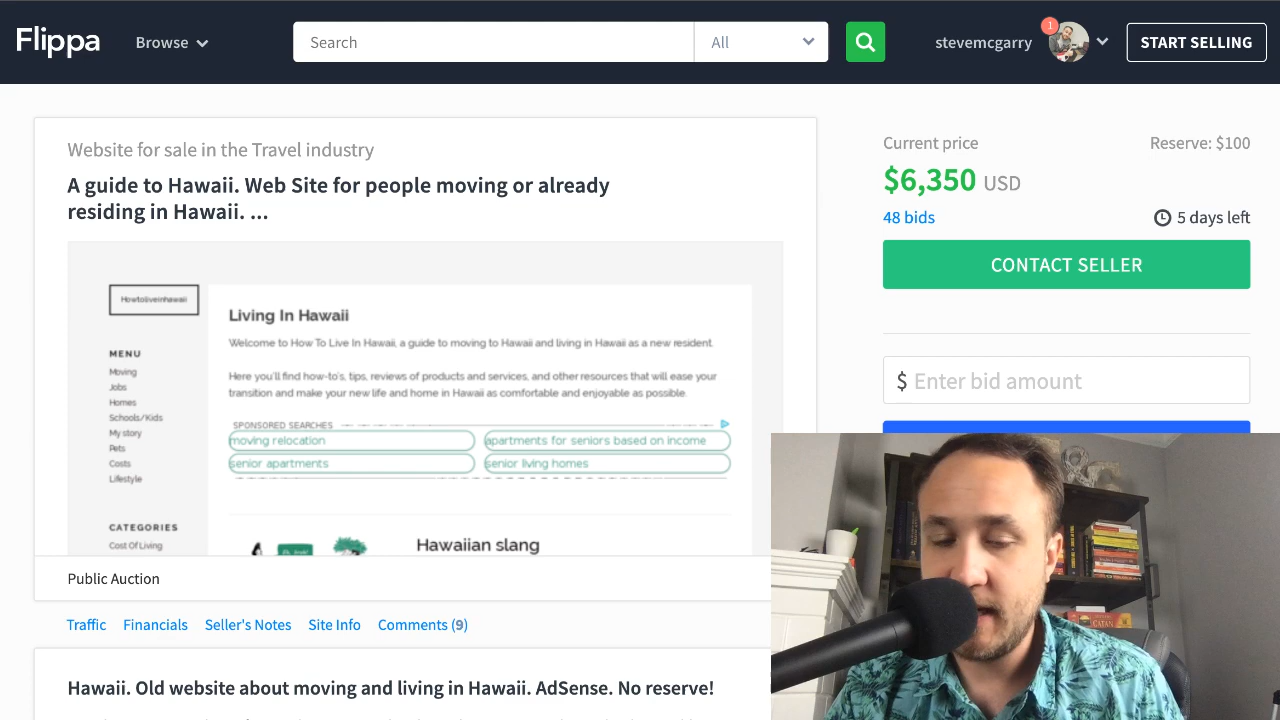 Flippa
Browse
Search
All
stevemcgarry
1
START SELLING
Website for sale in the Travel industry
A guide to Hawaii. Web Site for people moving or already
residing in Hawaii. ...
Howtoliveinhawaii
MENU
Moving
Jobs
Homes
Schools/Kids
My story
Pets
Costs
Lifestyle
CATEGORIES
Cost Of Living
Living In Hawaii
Welcome to How To Live In Hawaii, a guide to moving to Hawaii and living in Hawaii as a new resident.
Here you'll find how-to's, tips, reviews of products and services, and other resources that will ease your
transition and make your new life and home in Hawaii as comfortable and enjoyable as possible.
SPONSORED SEARCHES
moving relocation
apartments for seniors based on income
senior apartments
senior living homes
Hawaiian slang
Public Auction
Traffic
Financials
Seller's Notes
Site Info
Comments (9)
Hawaii. Old website about moving and living in Hawaii. AdSense. No reserve!
Current price
Reserve: $100
$6,350 USD
48 bids
5 days left
CONTACT SELLER
$ Enter bid amount
CATAN